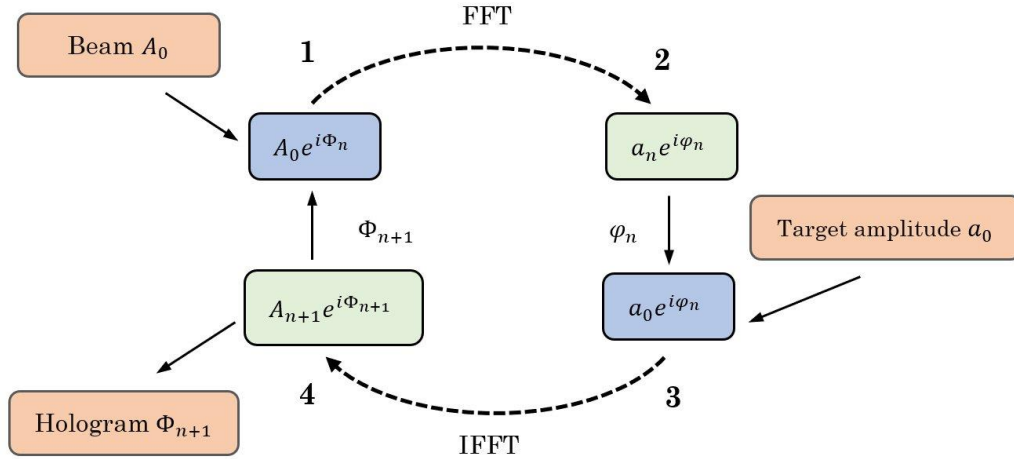 FFT
Beam A₀
1
2
A₀e^{iΦₙ}
aₙe^{iφₙ}
Φₙ₊₁
φₙ
Target amplitude a₀
Aₙ₊₁e^{iΦₙ₊₁}
a₀e^{iφₙ}
4
3
Hologram Φₙ₊₁
IFFT